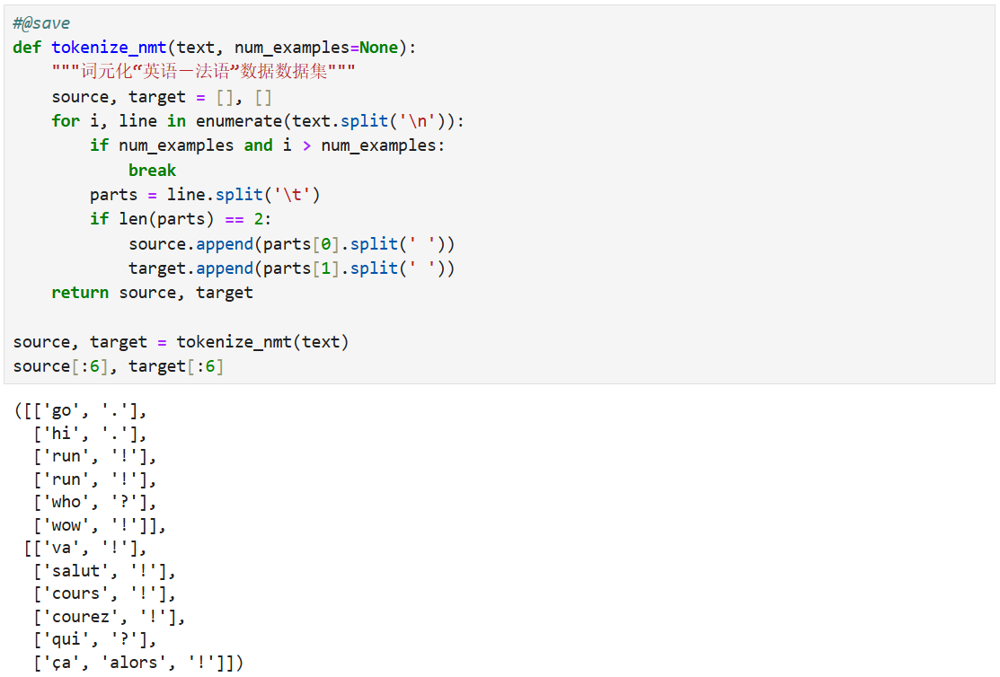 #@save
def tokenize_nmt(text, num_examples=None):
    """词元化“英语－法语”数据数据集"""
    source, target = [], []
    for i, line in enumerate(text.split('\n')):
        if num_examples and i > num_examples:
            break
        parts = line.split('\t')
        if len(parts) == 2:
            source.append(parts[0].split(' '))
            target.append(parts[1].split(' '))
    return source, target

source, target = tokenize_nmt(text)
source[:6], target[:6]
([['go', '.'],
  ['hi', '.'],
  ['run', '!'],
  ['run', '!'],
  ['who', '?'],
  ['wow', '!']],
 [['va', '!'],
  ['salut', '!'],
  ['cours', '!'],
  ['courez', '!'],
  ['qui', '?'],
  ['ça', 'alors', '!']])